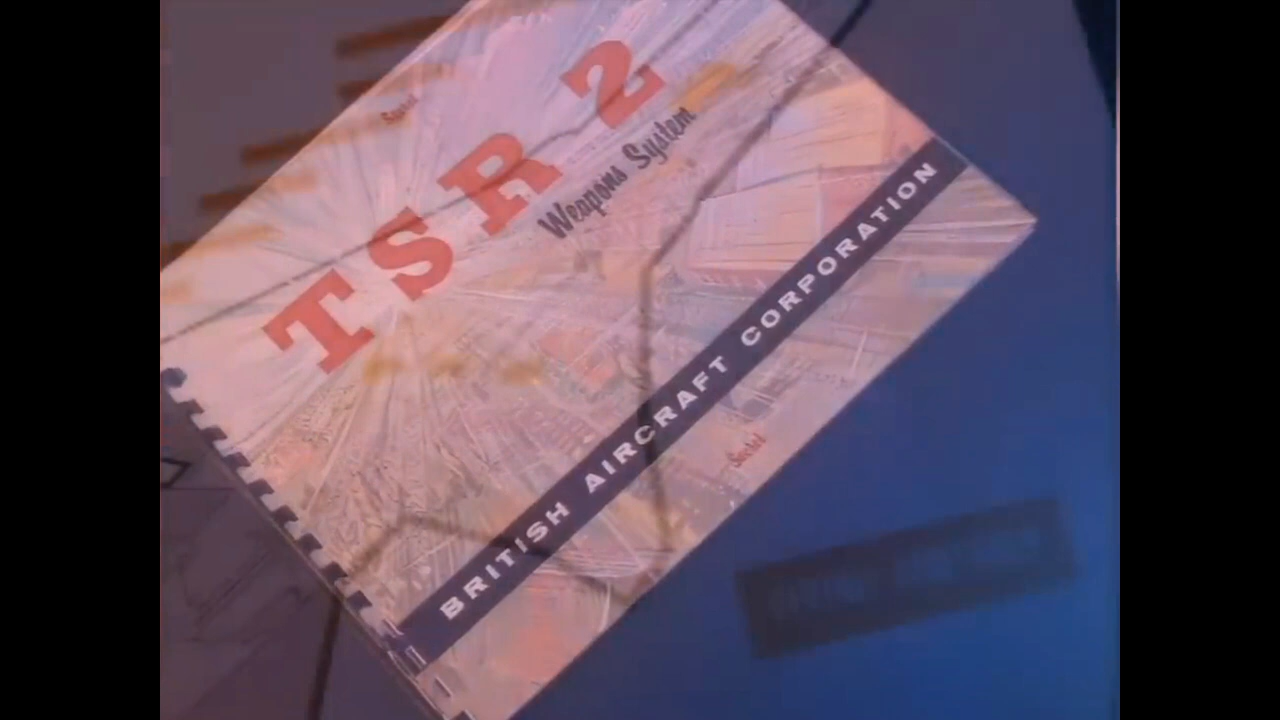 Secret
TSR 2
Weapons System
BRITISH AIRCRAFT CORPORATION
Secret